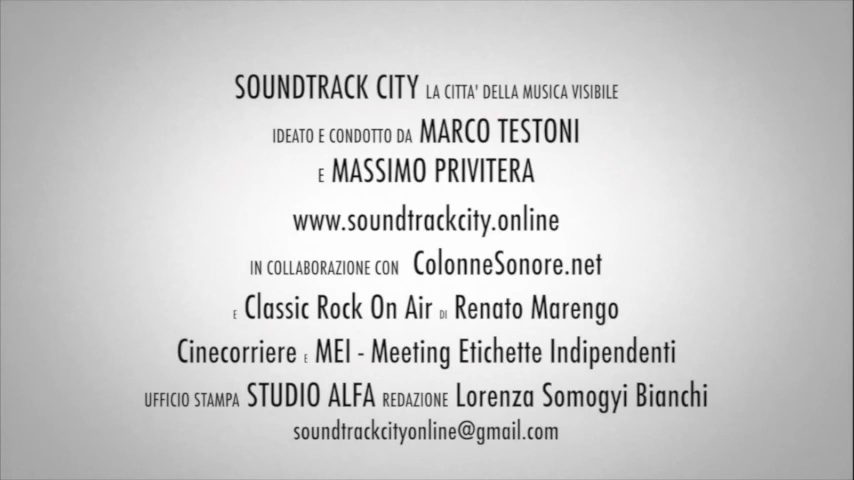 SOUNDTRACK CITY LA CITTA' DELLA MUSICA VISIBILE
IDEATO E CONDOTTO DA MARCO TESTONI
E MASSIMO PRIVITERA
www.soundtrackcity.online
IN COLLABORAZIONE CON ColonneSonore.net
E Classic Rock On Air DI Renato Marengo
Cinecorriere E MEI - Meeting Etichette Indipendenti
UFFICIO STAMPA STUDIO ALFA REDAZIONE Lorenza Somogyi Bianchi
soundtrackcityonline@gmail.com